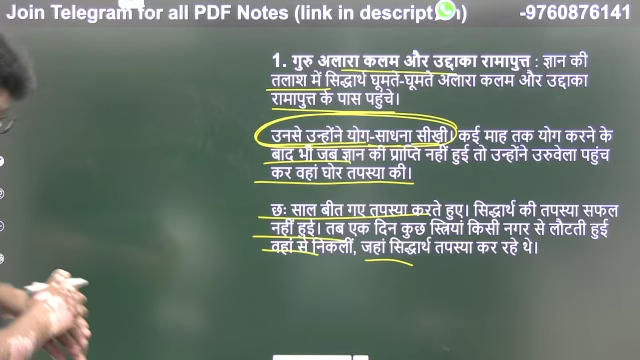 Join Telegram for all PDF Notes (link in description) -9760876141
1. गुरु अलारा कलम और उद्दाका रामापुत्त : ज्ञान की
तलाश में सिद्धार्थ घूमते-घूमते अलारा कलम और उद्दाका
रामापुत्त के पास पहुंचे।
उनसे उन्होंने योग-साधना सीखी। कई माह तक योग करने के
बाद भी जब ज्ञान की प्राप्ति नहीं हुई तो उन्होंने उरुवेला पहुंच
कर वहां घोर तपस्या की।
छः साल बीत गए तपस्या करते हुए। सिद्धार्थ की तपस्या सफल
नहीं हुई। तब एक दिन कुछ स्त्रियां किसी नगर से लौटती हुई
वहां से निकलीं, जहां सिद्धार्थ तपस्या कर रहे थे।